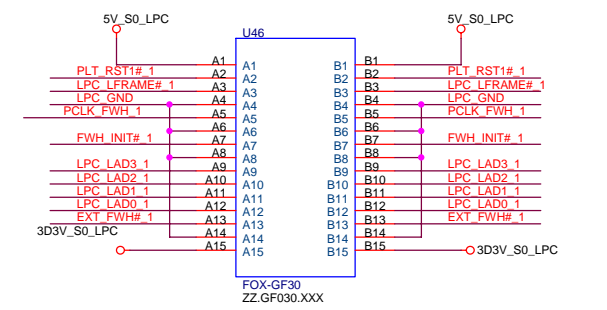 5V_S0_LPC 5V_S0_LPC
U46
A1 A1 B1 B1
PLT_RST1#_1 A2 A2 B2 B2 PLT_RST1#_1
LPC_LFRAME#_1 A3 A3 B3 B3 LPC_LFRAME#_1
LPC_GND A4 A4 B4 B4 LPC_GND
PCLK_FWH_1 A5 A5 B5 B5 PCLK_FWH_1
A6 A6 B6 B6
FWH_INIT#_1 A7 A7 B7 B7 FWH_INIT#_1
A8 A8 B8 B8
LPC_LAD3_1 A9 A9 B9 B9 LPC_LAD3_1
LPC_LAD2_1 A10 A10 B10 B10 LPC_LAD2_1
LPC_LAD1_1 A11 A11 B11 B11 LPC_LAD1_1
LPC_LAD0_1 A12 A12 B12 B12 LPC_LAD0_1
EXT_FWH#_1 A13 A13 B13 B13 EXT_FWH#_1
3D3V_S0_LPC A14 A14 B14 B14
A15 A15 B15 B15 3D3V_S0_LPC
FOX-GF30
ZZ.GF030.XXX